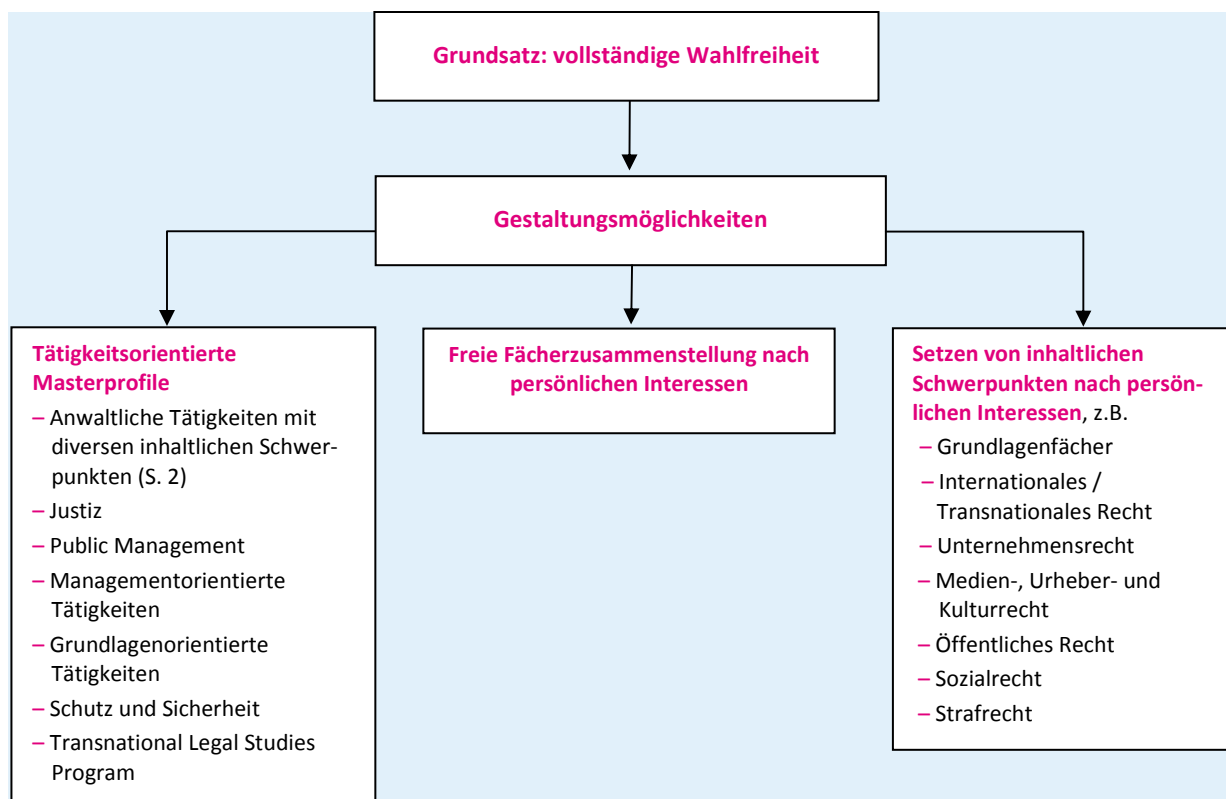 Grundsatz: vollständige Wahlfreiheit
Gestaltungsmöglichkeiten
Tätigkeitsorientierte
Masterprofile
– Anwaltliche Tätigkeiten mit
diversen inhaltlichen Schwer-
punkten (S. 2)
– Justiz
– Public Management
– Managementorientierte
Tätigkeiten
– Grundlagenorientierte
Tätigkeiten
– Schutz und Sicherheit
– Transnational Legal Studies
Program
Freie Fächerzusammenstellung nach
persönlichen Interessen
Setzen von inhaltlichen
Schwerpunkten nach persön-
lichen Interessen, z.B.
– Grundlagenfächer
– Internationales /
Transnationales Recht
– Unternehmensrecht
– Medien-, Urheber- und
Kulturrecht
– Öffentliches Recht
– Sozialrecht
– Strafrecht